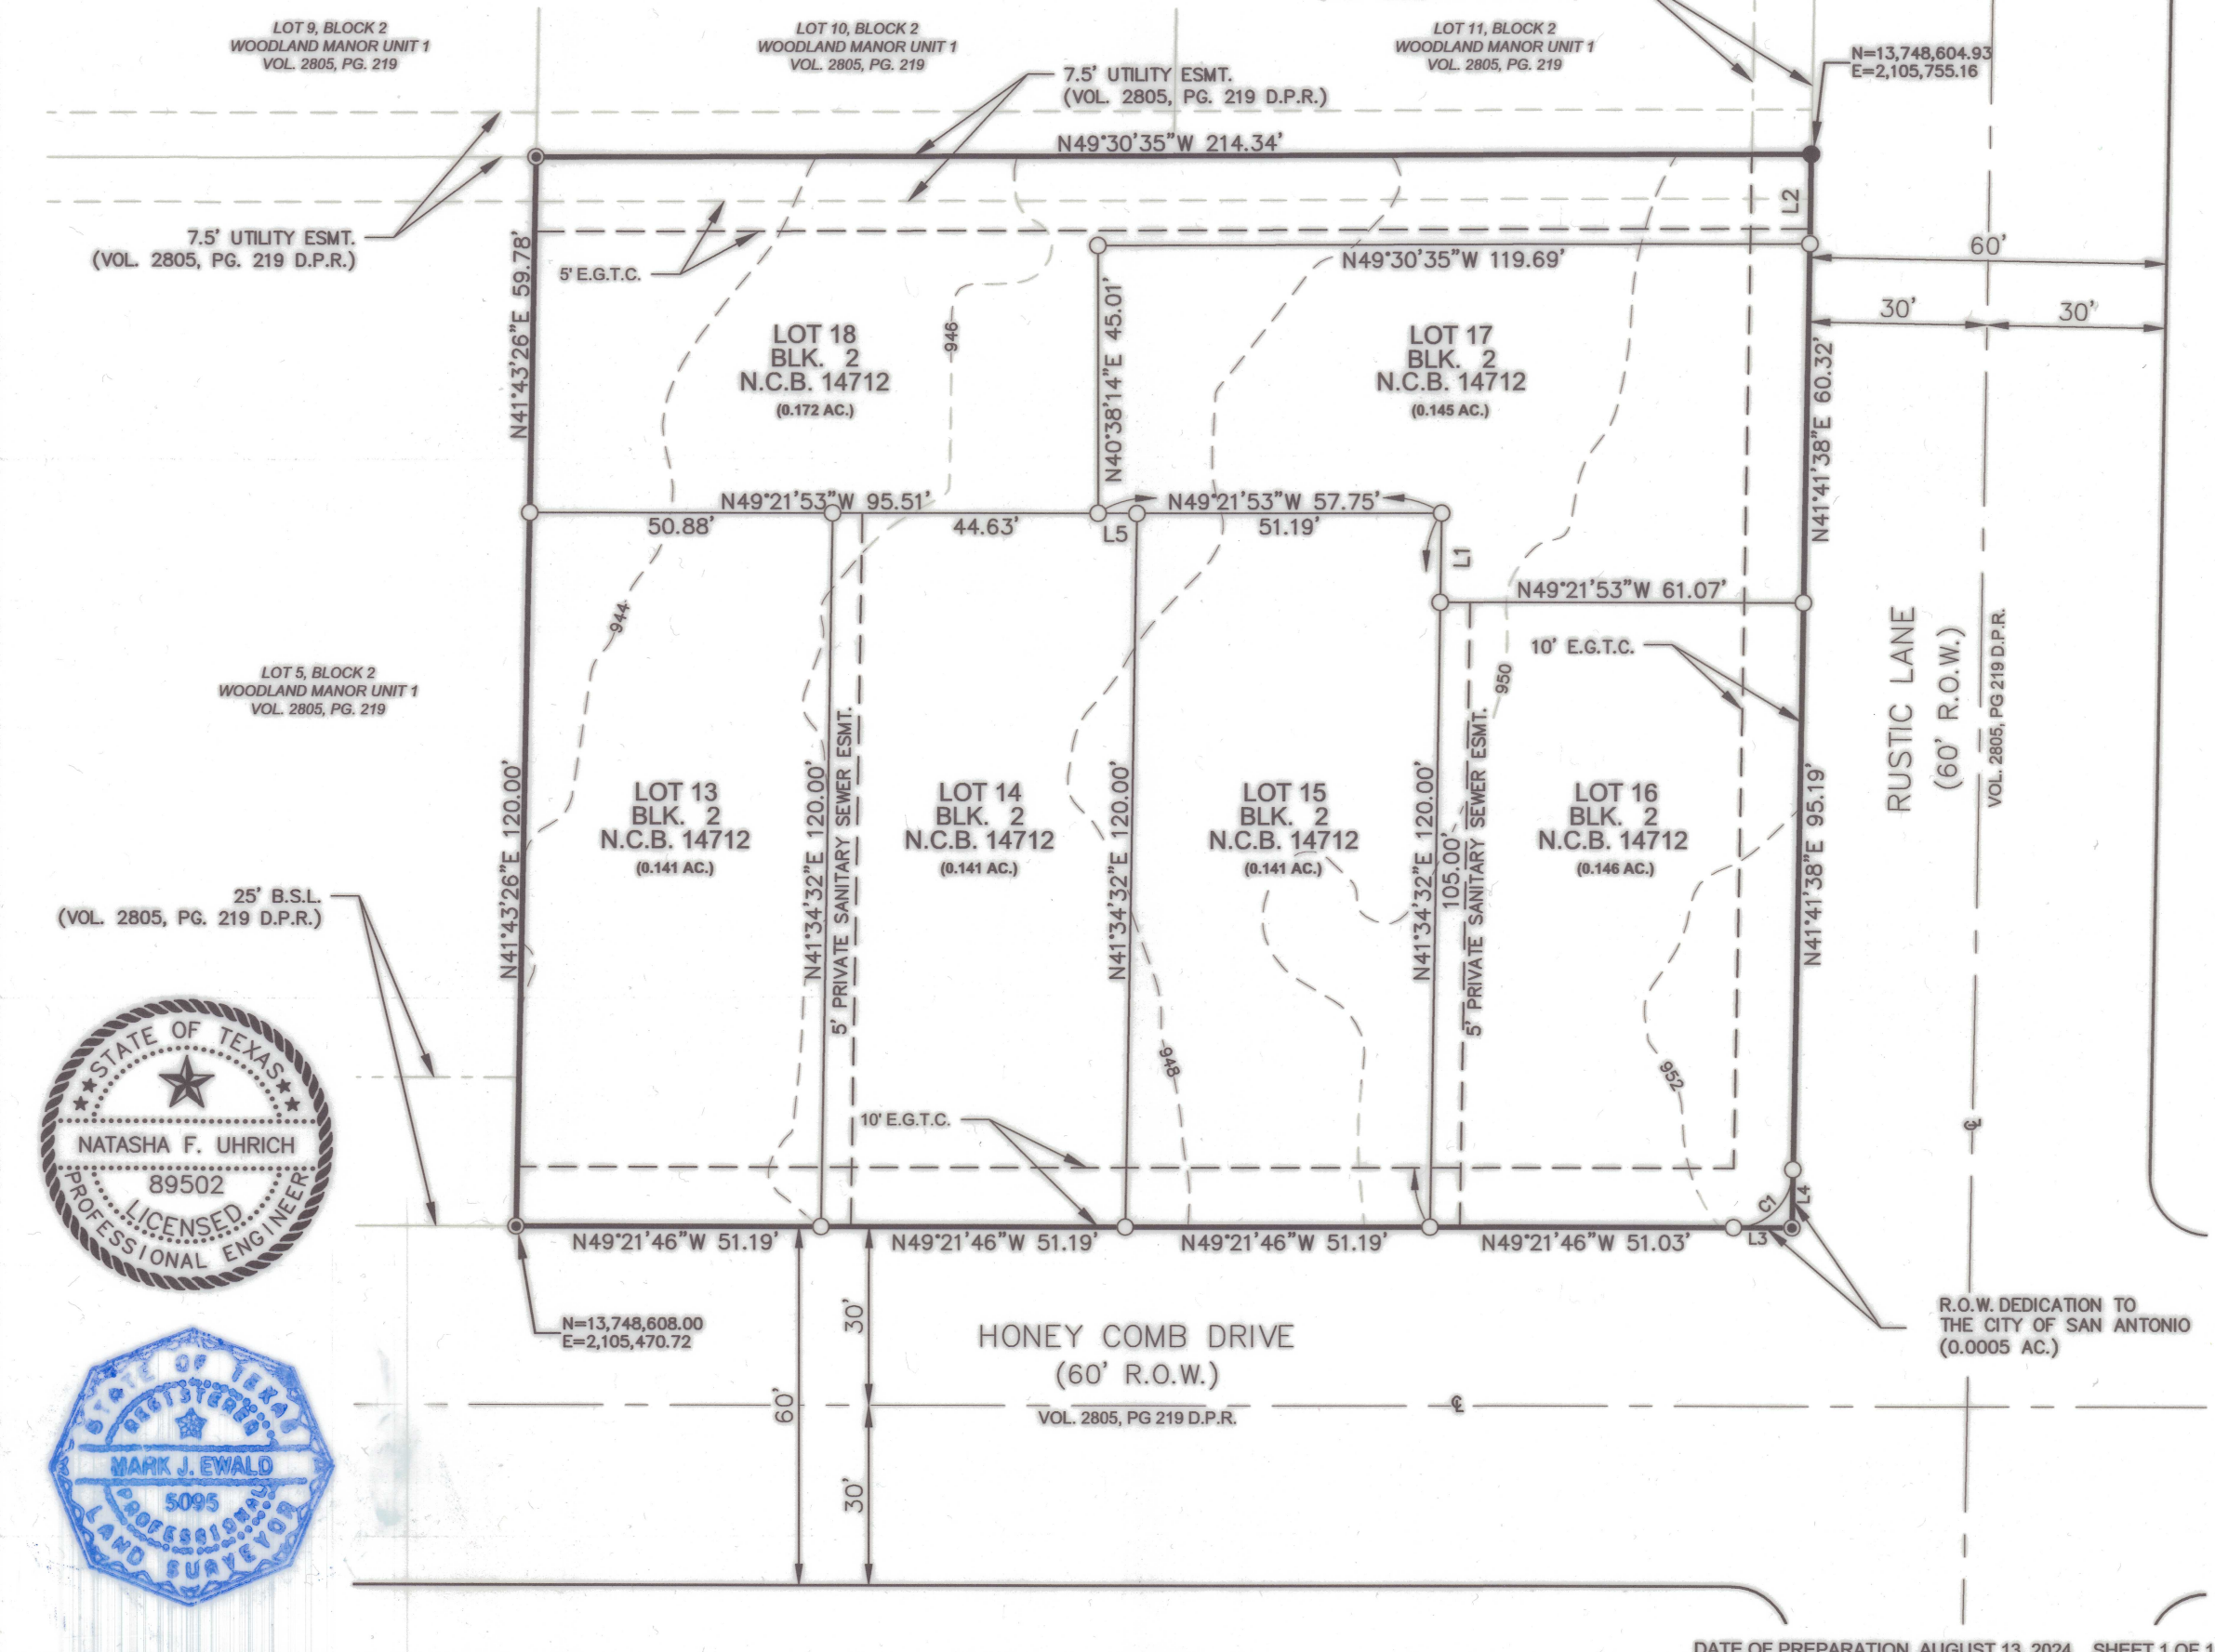 LOT 9, BLOCK 2
WOODLAND MANOR UNIT 1
VOL. 2805, PG. 219
LOT 10, BLOCK 2
WOODLAND MANOR UNIT 1
VOL. 2805, PG. 219
LOT 11, BLOCK 2
WOODLAND MANOR UNIT 1
VOL. 2805, PG. 219
N=13,748,604.93
E=2,105,755.16
7.5' UTILITY ESMT.
(VOL. 2805, PG. 219 D.P.R.)
N49°30'35"W 214.34'
7.5' UTILITY ESMT.
(VOL. 2805, PG. 219 D.P.R.)
5' E.G.T.C.
N41°43'26"E 59.78'
L2
N49°30'35"W 119.69'
60'
30'
30'
LOT 18
BLK. 2
N.C.B. 14712
(0.172 AC.)
946
N40°38'14"E 45.01'
LOT 17
BLK. 2
N.C.B. 14712
(0.145 AC.)
N41°41'38"E 60.32'
N49°21'53"W 95.51'
50.88'
44.63'
L5
N49°21'53"W 57.75'
51.19'
L1
N49°21'53"W 61.07'
10' E.G.T.C.
944
950
RUSTIC LANE
(60' R.O.W.)
VOL. 2805, PG 219 D.P.R.
LOT 5, BLOCK 2
WOODLAND MANOR UNIT 1
VOL. 2805, PG. 219
N41°43'26"E 120.00'
LOT 13
BLK. 2
N.C.B. 14712
(0.141 AC.)
N41°34'32"E 120.00'
5' PRIVATE SANITARY SEWER ESMT.
LOT 14
BLK. 2
N.C.B. 14712
(0.141 AC.)
N41°34'32"E 120.00'
LOT 15
BLK. 2
N.C.B. 14712
(0.141 AC.)
N41°34'32"E 120.00'
105.00'
5' PRIVATE SANITARY SEWER ESMT.
LOT 16
BLK. 2
N.C.B. 14712
(0.146 AC.)
N41°41'38"E 95.19'
25' B.S.L.
(VOL. 2805, PG. 219 D.P.R.)
948
952
10' E.G.T.C.
STATE OF TEXAS
NATASHA F. UHRICH
89502
LICENSED
PROFESSIONAL ENGINEER
C1
L4
L3
N49°21'46"W 51.19'
N49°21'46"W 51.19'
N49°21'46"W 51.19'
N49°21'46"W 51.03'
N=13,748,608.00
E=2,105,470.72
30'
60'
30'
HONEY COMB DRIVE
(60' R.O.W.)
VOL. 2805, PG 219 D.P.R.
R.O.W. DEDICATION TO
THE CITY OF SAN ANTONIO
(0.0005 AC.)
STATE OF TEXAS
REGISTERED
MARK J. EWALD
5095
PROFESSIONAL
LAND SURVEYOR
DATE OF PREPARATION AUGUST 13, 2024 SHEET 1 OF 1